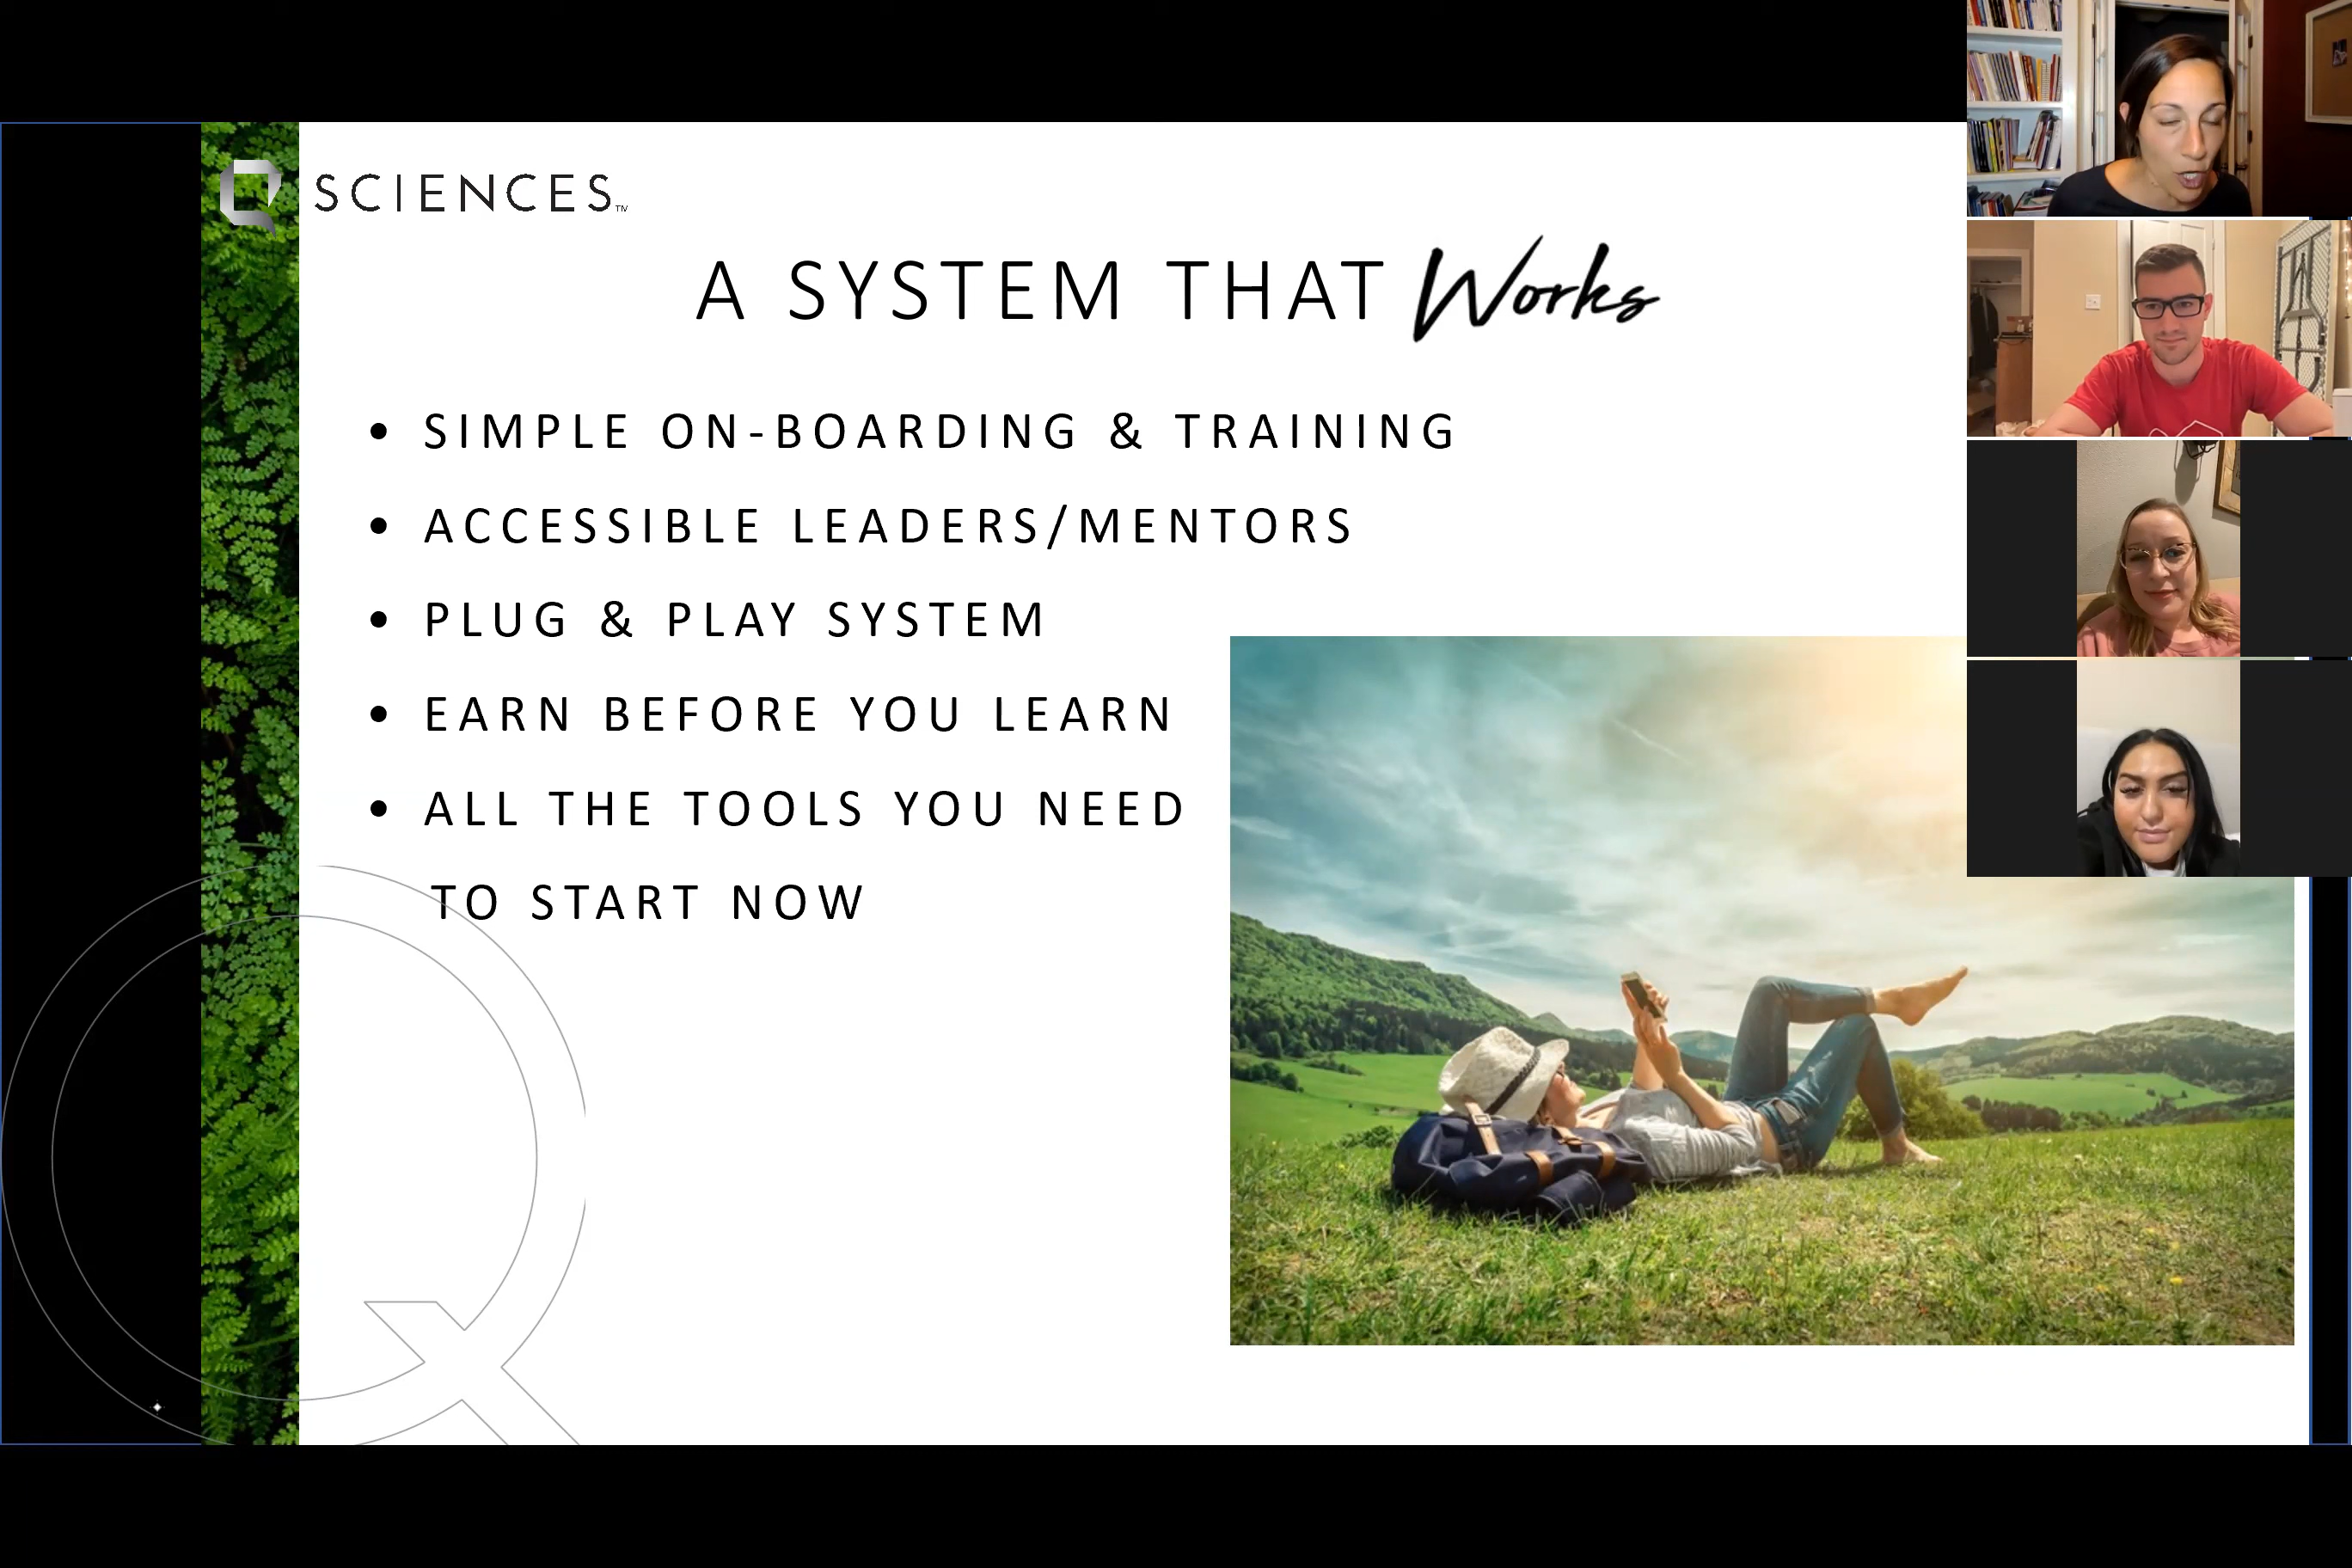 Q SCIENCES™
A SYSTEM THAT Works
• SIMPLE ON-BOARDING & TRAINING
• ACCESSIBLE LEADERS/MENTORS
• PLUG & PLAY SYSTEM
• EARN BEFORE YOU LEARN
• ALL THE TOOLS YOU NEED
TO START NOW